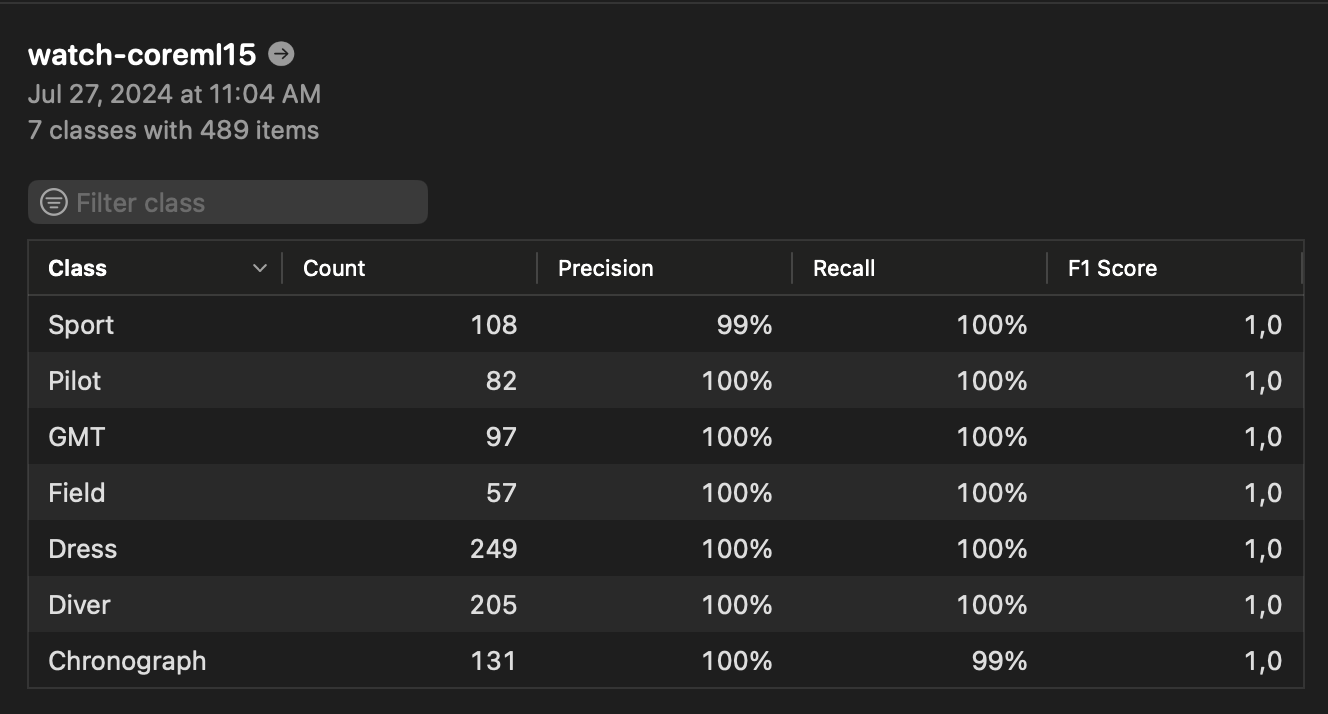 watch-coreml15
Jul 27, 2024 at 11:04 AM
7 classes with 489 items
Filter class
Class Count Precision Recall F1 Score
Sport 108 99% 100% 1,0
Pilot 82 100% 100% 1,0
GMT 97 100% 100% 1,0
Field 57 100% 100% 1,0
Dress 249 100% 100% 1,0
Diver 205 100% 100% 1,0
Chronograph 131 100% 99% 1,0